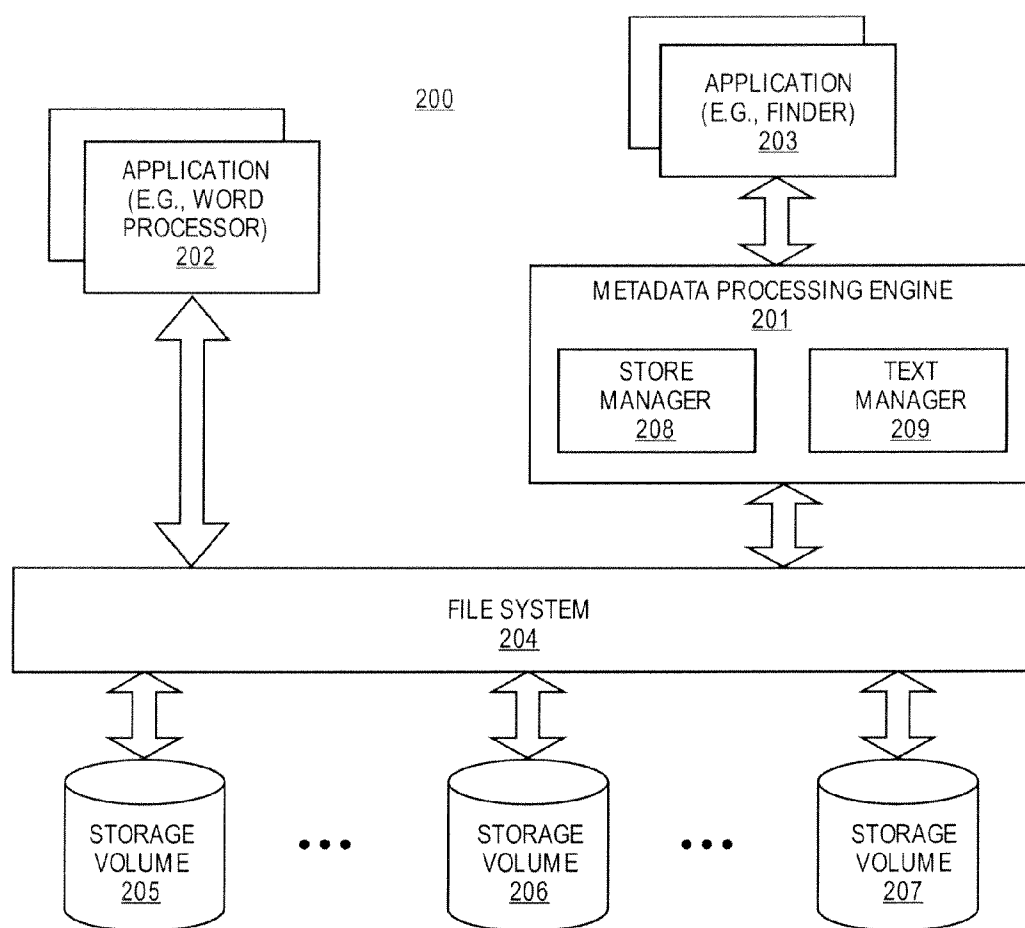 200
APPLICATION
(E.G., FINDER)
203
APPLICATION
(E.G., WORD
PROCESSOR)
202
METADATA PROCESSING ENGINE
201
STORE
MANAGER
208
TEXT
MANAGER
209
FILE SYSTEM
204
STORAGE
VOLUME
205
STORAGE
VOLUME
206
STORAGE
VOLUME
207